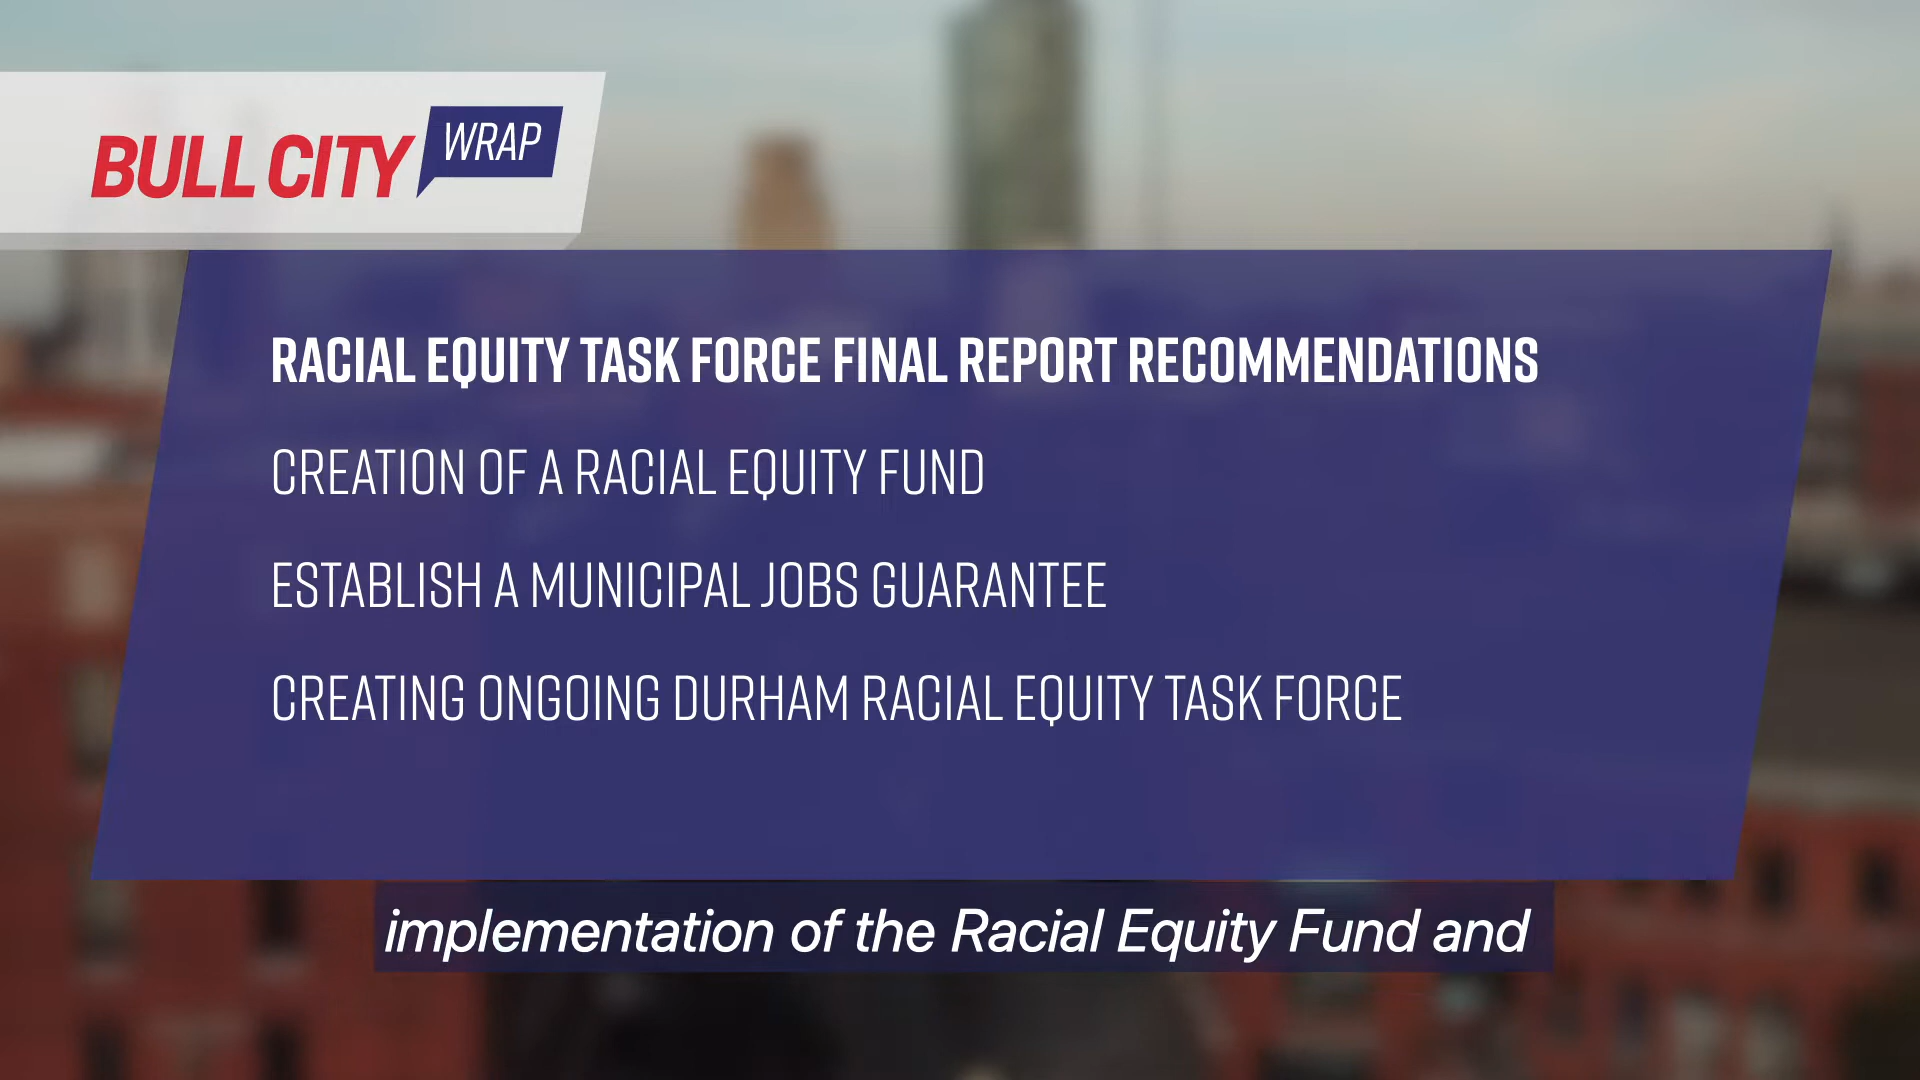 BULL CITY WRAP
RACIAL EQUITY TASK FORCE FINAL REPORT RECOMMENDATIONS
CREATION OF A RACIAL EQUITY FUND
ESTABLISH A MUNICIPAL JOBS GUARANTEE
CREATING ONGOING DURHAM RACIAL EQUITY TASK FORCE
implementation of the Racial Equity Fund and